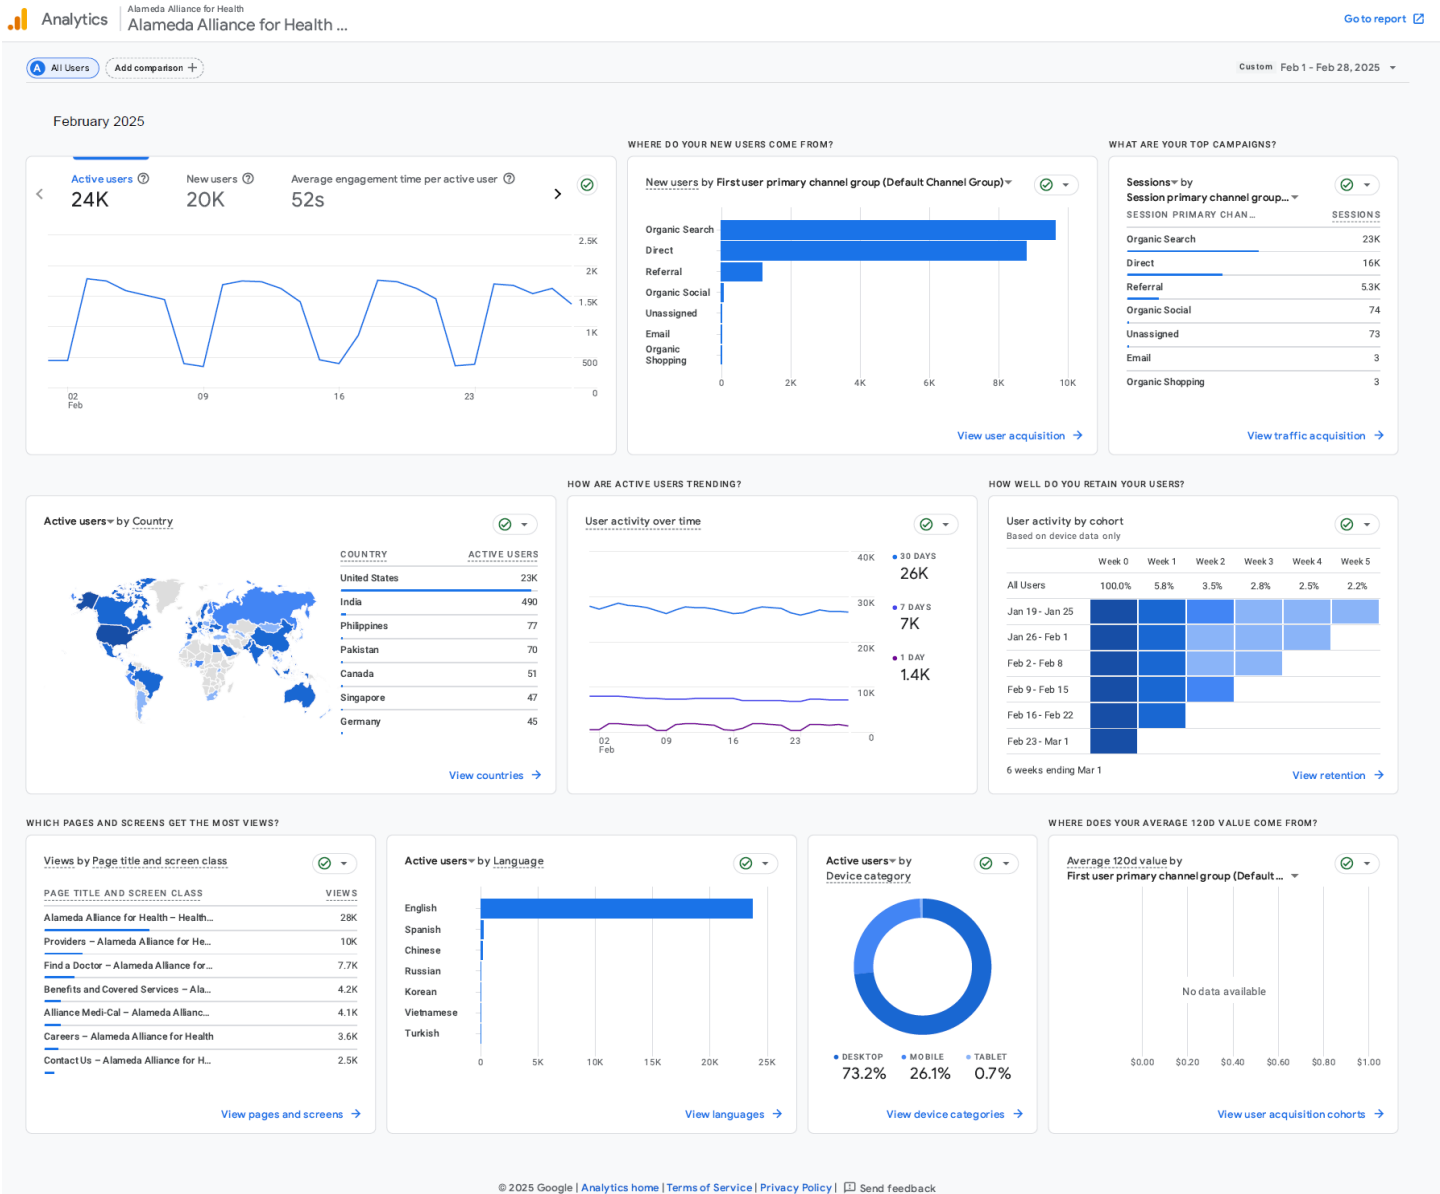 Analytics
Alameda Alliance for Health
Alameda Alliance for Health ...
Go to report
A All Users
Add comparison
Custom Feb 1 - Feb 28, 2025
February 2025
Active users
24K
New users
20K
Average engagement time per active user
52s
2.5K
2K
1.5K
1K
500
0
02
Feb
09
16
23
WHERE DO YOUR NEW USERS COME FROM?
New users by First user primary channel group (Default Channel Group)
Organic Search
Direct
Referral
Organic Social
Unassigned
Email
Organic
Shopping
0 2K 4K 6K 8K 10K
View user acquisition
WHAT ARE YOUR TOP CAMPAIGNS?
Sessions by
Session primary channel group...
SESSION PRIMARY CHAN... SESSIONS
Organic Search 23K
Direct 16K
Referral 5.3K
Organic Social 74
Unassigned 73
Email 3
Organic Shopping 3
View traffic acquisition
Active users by Country
COUNTRY ACTIVE USERS
United States 23K
India 490
Philippines 77
Pakistan 70
Canada 51
Singapore 47
Germany 45
View countries
HOW ARE ACTIVE USERS TRENDING?
User activity over time
40K
30K
20K
10K
0
02
Feb
09
16
23
30 DAYS
26K
7 DAYS
7K
1 DAY
1.4K
HOW WELL DO YOU RETAIN YOUR USERS?
User activity by cohort
Based on device data only
Week 0 Week 1 Week 2 Week 3 Week 4 Week 5
All Users 100.0% 5.8% 3.5% 2.8% 2.5% 2.2%
Jan 19 - Jan 25
Jan 26 - Feb 1
Feb 2 - Feb 8
Feb 9 - Feb 15
Feb 16 - Feb 22
Feb 23 - Mar 1
6 weeks ending Mar 1
View retention
WHICH PAGES AND SCREENS GET THE MOST VIEWS?
Views by Page title and screen class
PAGE TITLE AND SCREEN CLASS VIEWS
Alameda Alliance for Health – Health... 28K
Providers – Alameda Alliance for He... 10K
Find a Doctor – Alameda Alliance for... 7.7K
Benefits and Covered Services – Ala... 4.2K
Alliance Medi-Cal – Alameda Allianc... 4.1K
Careers – Alameda Alliance for Health 3.6K
Contact Us – Alameda Alliance for H... 2.5K
View pages and screens
Active users by Language
English
Spanish
Chinese
Russian
Korean
Vietnamese
Turkish
0 5K 10K 15K 20K 25K
View languages
Active users by
Device category
DESKTOP MOBILE TABLET
73.2% 26.1% 0.7%
View device categories
WHERE DOES YOUR AVERAGE 120D VALUE COME FROM?
Average 120d value by
First user primary channel group (Default ...
No data available
$0.00 $0.20 $0.40 $0.60 $0.80 $1.00
View user acquisition cohorts
© 2025 Google | Analytics home | Terms of Service | Privacy Policy | Send feedback